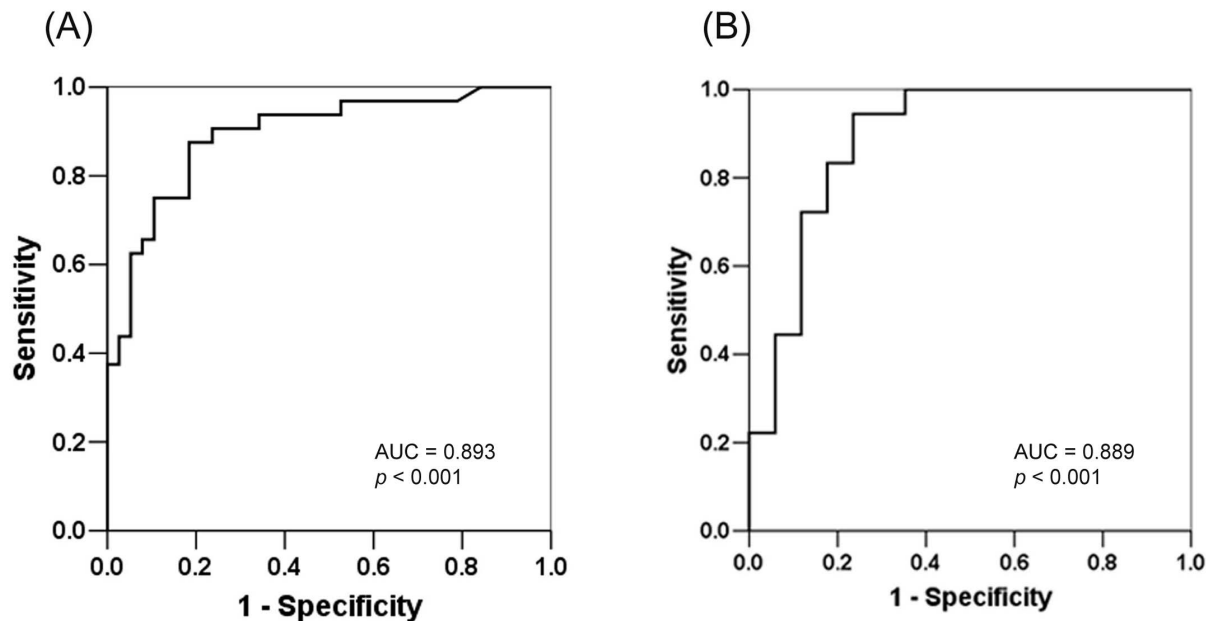 (A)
1.0
0.8
0.6
0.4
0.2
0.0
Sensitivity
AUC = 0.893
p < 0.001
0.0 0.2 0.4 0.6 0.8 1.0
1 - Specificity
(B)
1.0
0.8
0.6
0.4
0.2
0.0
Sensitivity
AUC = 0.889
p < 0.001
0.0 0.2 0.4 0.6 0.8 1.0
1 - Specificity